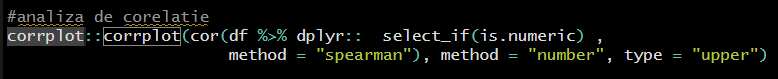 #analiza de corelatie
corrplot::corrplot(cor(df %>% dplyr::  select_if(is.numeric) ,
method = "spearman"), method = "number", type = "upper")